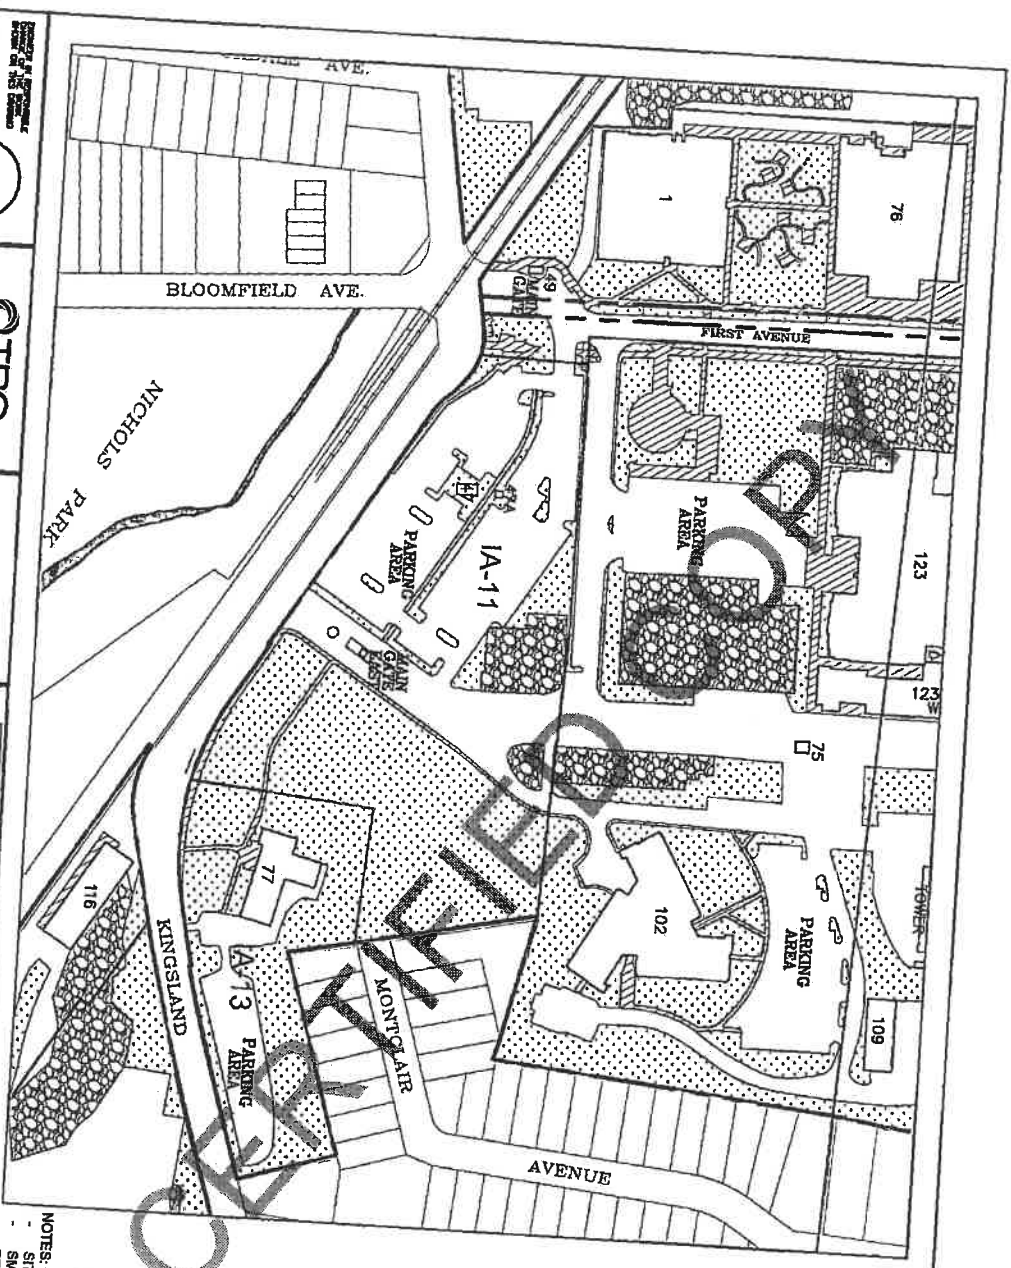 AVE.
BLOOMFIELD AVE.
NICHOLS
PARK
1
76
49
MAIN
GATE
FIRST AVENUE
PARKING
AREA
123
123
W
IA-11
47
PARKING
AREA
MAIN
GATE
EAST
75
TOWER
77
102
PARKING
AREA
109
116
KINGSLAND
A-13
PARKING
AREA
MONTCLAIR
AVENUE
CERTIFIED COPY
TRC
NOTES: